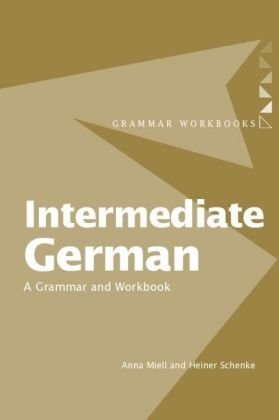 GRAMMAR WORKBOOKS
Intermediate
German
A Grammar and Workbook
Anna Miell and Heiner Schenke